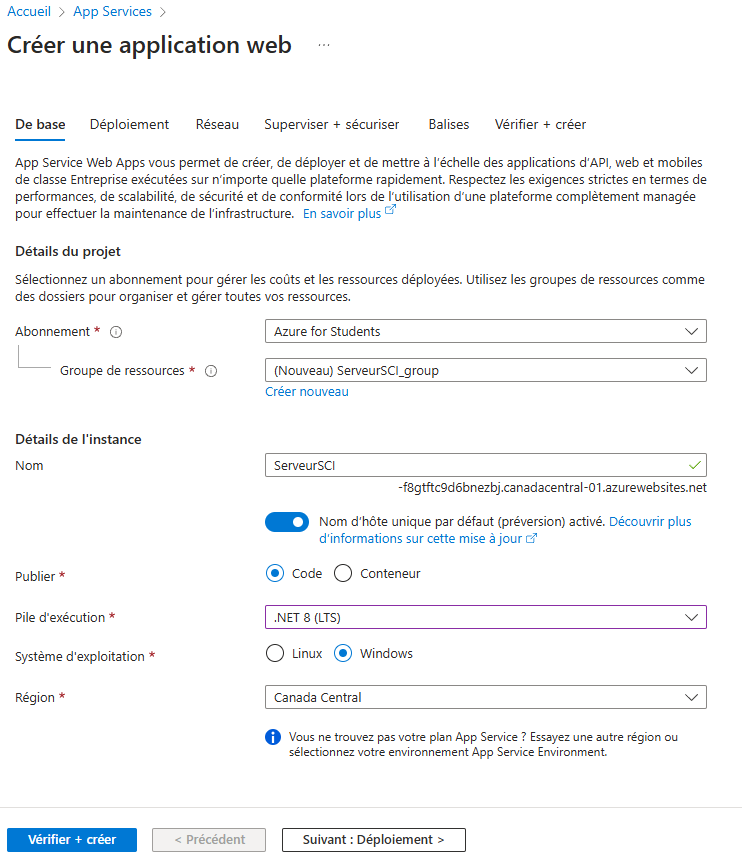 Accueil > App Services >
Créer une application web ...
De base Déploiement Réseau Superviser + sécuriser Balises Vérifier + créer
App Service Web Apps vous permet de créer, de déployer et de mettre à l’échelle des applications d’API, web et mobiles
de classe Entreprise exécutées sur n’importe quelle plateforme rapidement. Respectez les exigences strictes en termes de
performances, de scalabilité, de sécurité et de conformité lors de l’utilisation d’une plateforme complètement managée
pour effectuer la maintenance de l’infrastructure. En savoir plus
Détails du projet
Sélectionnez un abonnement pour gérer les coûts et les ressources déployées. Utilisez les groupes de ressources comme
des dossiers pour organiser et gérer toutes vos ressources.
Abonnement * Azure for Students
Groupe de ressources * (Nouveau) ServeurSCI_group
Créer nouveau
Détails de l'instance
Nom ServeurSCI
-f8gtftc9d6bnezbj.canadacentral-01.azurewebsites.net
Nom d’hôte unique par défaut (préversion) activé. Découvrir plus
d’informations sur cette mise à jour
Publier * Code Conteneur
Pile d'exécution * .NET 8 (LTS)
Système d'exploitation * Linux Windows
Région * Canada Central
Vous ne trouvez pas votre plan App Service ? Essayez une autre région ou
sélectionnez votre environnement App Service Environment.
Vérifier + créer < Précédent Suivant : Déploiement >